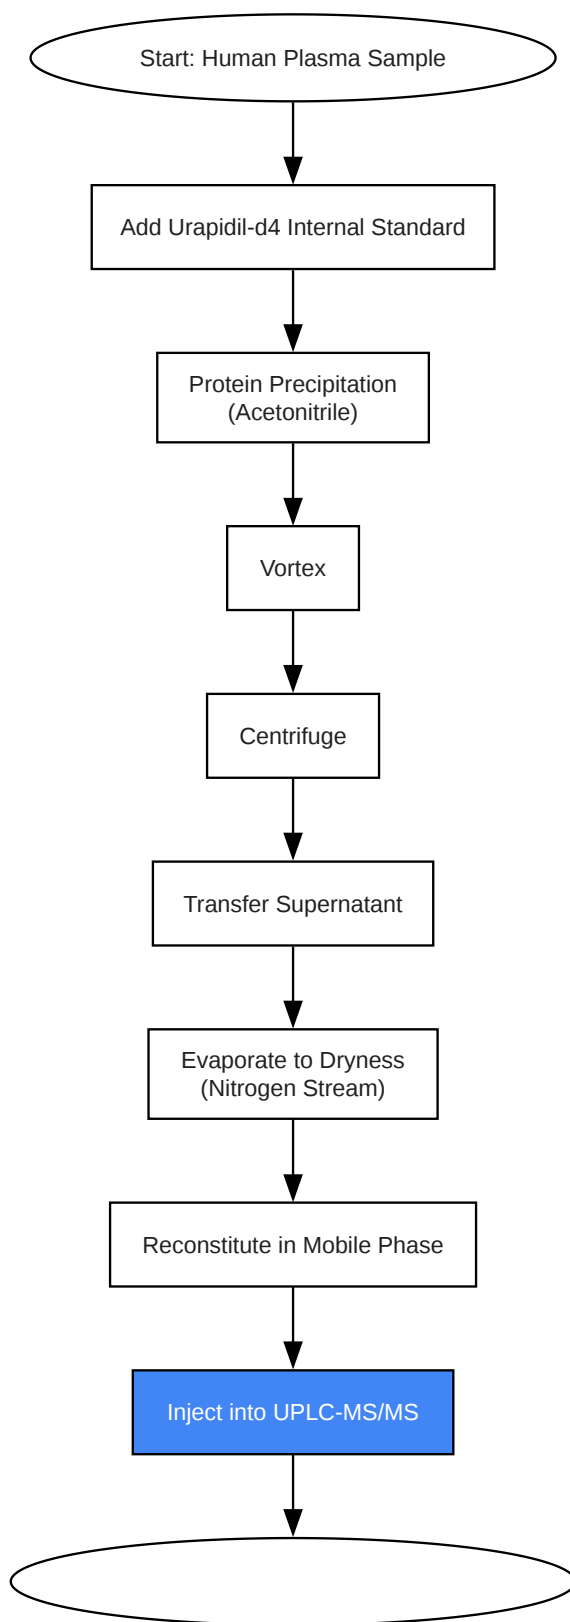 Start: Human Plasma Sample
Add Urapidil-d4 Internal Standard
Protein Precipitation
(Acetonitrile)
Vortex
Centrifuge
Transfer Supernatant
Evaporate to Dryness
(Nitrogen Stream)
Reconstitute in Mobile Phase
Inject into UPLC-MS/MS